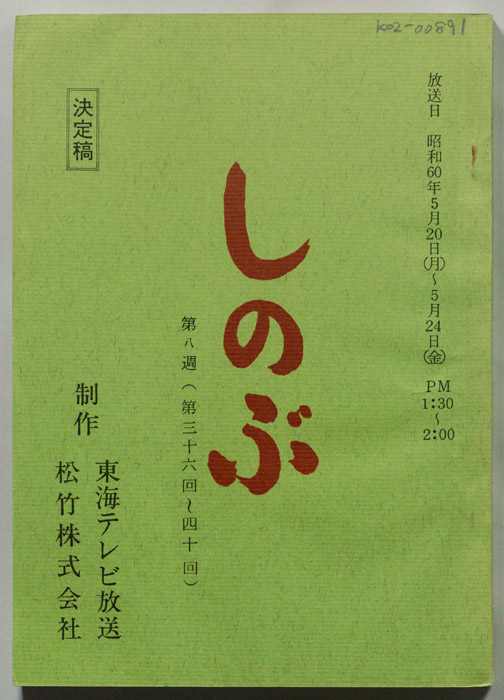 K02-00891
放送日 昭和60年5月20日(月)～5月24日(金) PM 1:30～2:00
決定稿
しのぶ
第八週(第三十六回～四十回)
制作
東海テレビ放送
松竹株式会社